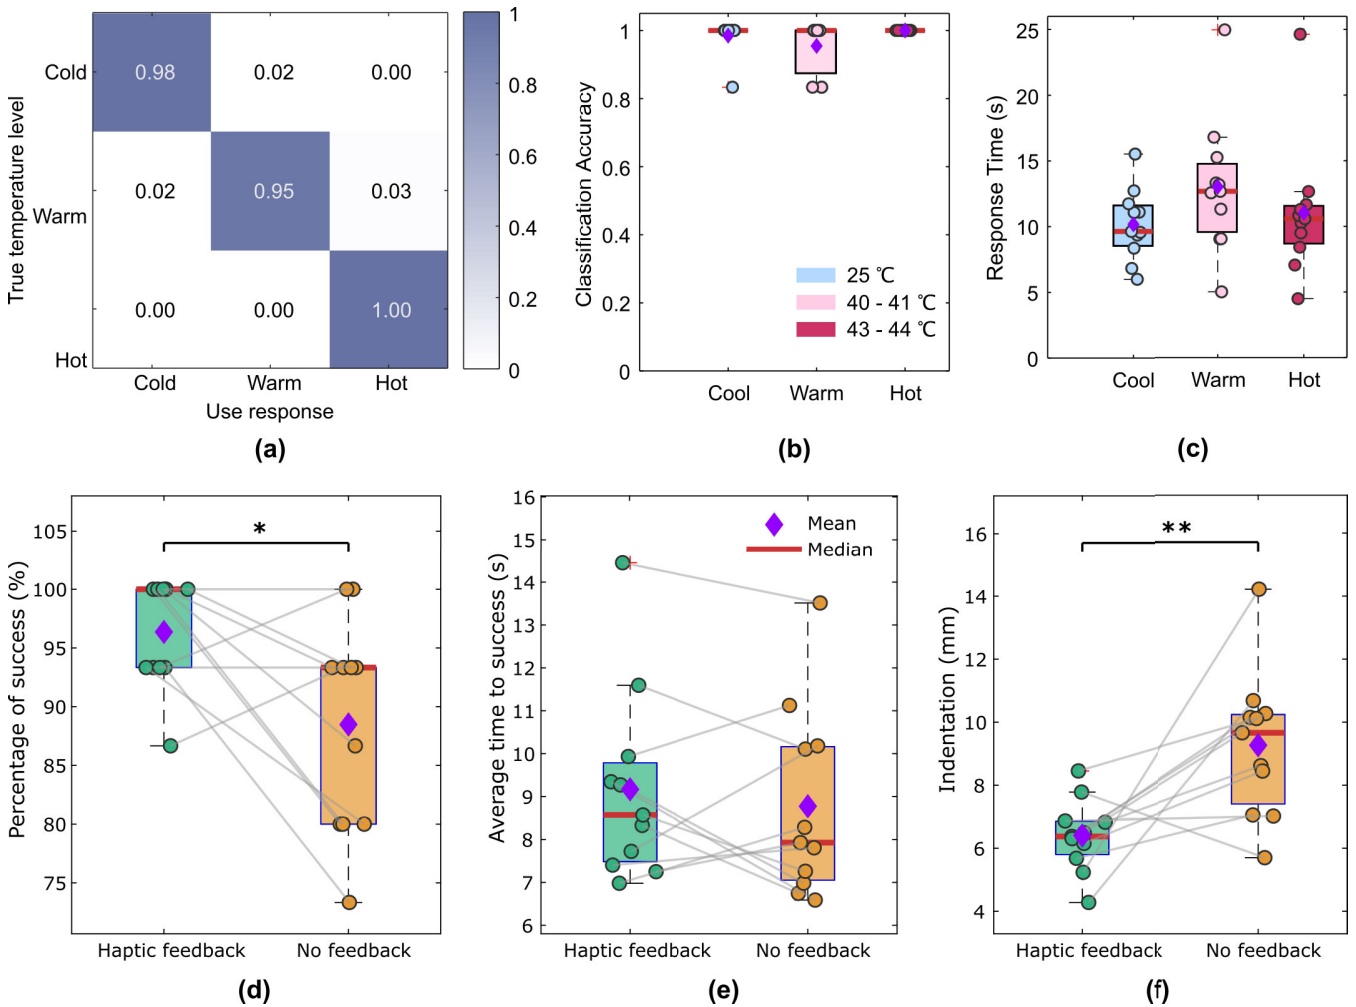 True temperature level
Cold
Warm
Hot
0.98 0.02 0.00
0.02 0.95 0.03
0.00 0.00 1.00
Cold Warm Hot
Use response
1
0.8
0.6
0.4
0.2
0
(a)
Classification Accuracy
1
0.8
0.6
0.4
0.2
0
25 ℃
40 - 41 ℃
43 - 44 ℃
Cool Warm Hot
(b)
Response Time (s)
25
20
15
10
5
0
Cool Warm Hot
(c)
Percentage of success (%)
105
100
95
90
85
80
75
*
Haptic feedback No feedback
(d)
Average time to success (s)
16
15
14
13
12
11
10
9
8
7
6
Mean
Median
Haptic feedback No feedback
(e)
Indentation (mm)
16
14
12
10
8
6
4
**
Haptic feedback No feedback
(f)